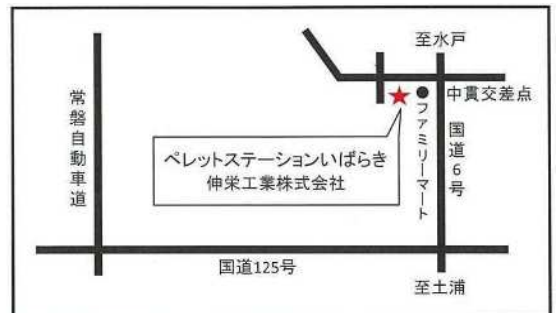 至水戸
中貫交差点
常磐自動車道
ファミリーマート
国道6号
ペレットステーションいばらき
伸栄工業株式会社
国道125号
至土浦